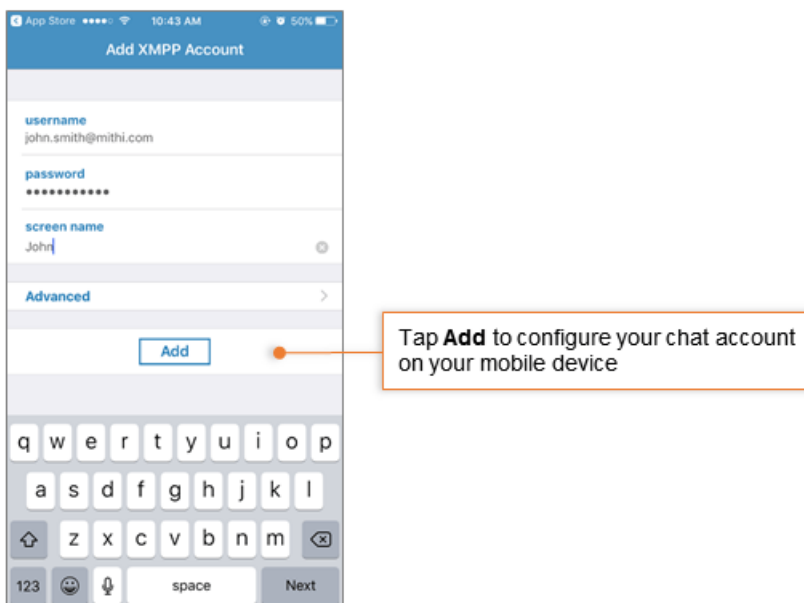 App Store 10:43 AM 50%
Add XMPP Account
username
john.smith@mithi.com
password
•••••••••••
screen name
John
Advanced
Add
Tap Add to configure your chat account
on your mobile device
q w e r t y u i o p
a s d f g h j k l
z x c v b n m
123 space Next